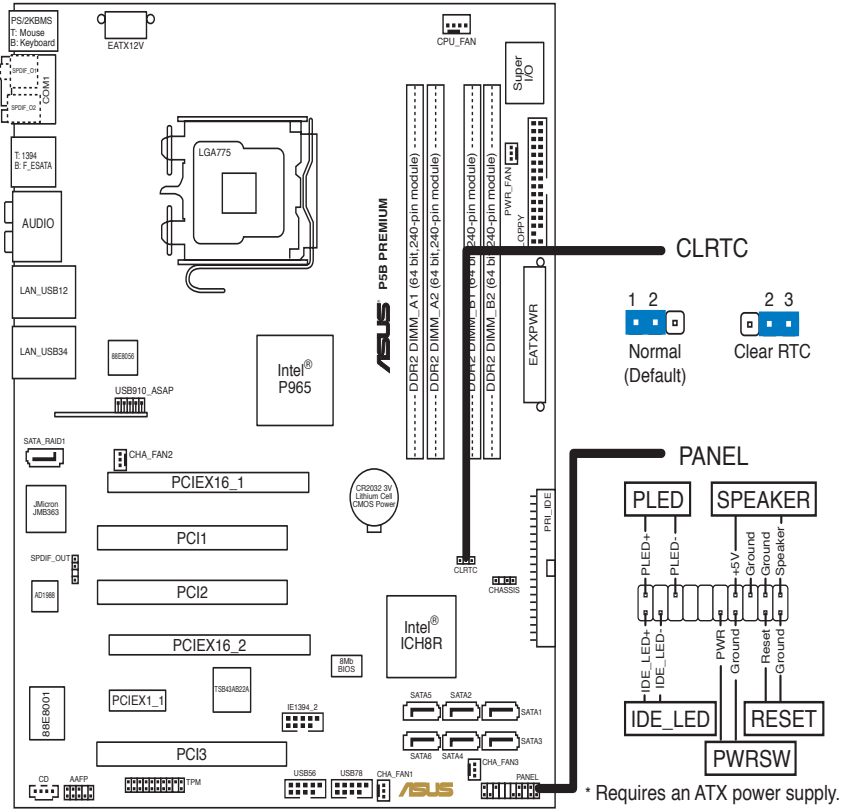 PS/2KBMS
T: Mouse
B: Keyboard
EATX12V
CPU_FAN
SPDIF_O1
COM1
SPDIF_O2
Super
I/O
T: 1394
B: F_ESATA
LGA775
PWR_FAN
AUDIO
LAN_USB12
LAN_USB34
ASUS
P5B PREMIUM
DDR2 DIMM_A1 (64 bit,240-pin module)
DDR2 DIMM_A2 (64 bit,240-pin module)
DDR2 DIMM_B1 (64 bit,240-pin module)
DDR2 DIMM_B2 (64 bit,240-pin module)
LOPPY
EATXPWR
88E8056
Intel®
P965
USB910_ASAP
SATA_RAID1
CHA_FAN2
PCIEX16_1
CR2032 3V
Lithium Cell
CMOS Power
PRI_IDE
JMicron
JMB363
PCI1
SPDIF_OUT
CLRTC
CHASSIS
AD1988
PCI2
Intel®
ICH8R
PCIEX16_2
8Mb
BIOS
TSB43AB22A
PCIEX1_1
88E8001
IE1394_2
SATA5
SATA2
SATA1
SATA6
SATA4
SATA3
PCI3
CHA_FAN3
CD
AAFP
TPM
USB56
USB78
CHA_FAN1
ASUS
PANEL
CLRTC
1 2
2 3
Normal
(Default)
Clear RTC
PANEL
PLED
SPEAKER
PLED+
PLED-
+5V
Ground
Ground
Speaker
IDE_LED+
IDE_LED-
PWR
Ground
Reset
Ground
IDE_LED
RESET
PWRSW
* Requires an ATX power supply.